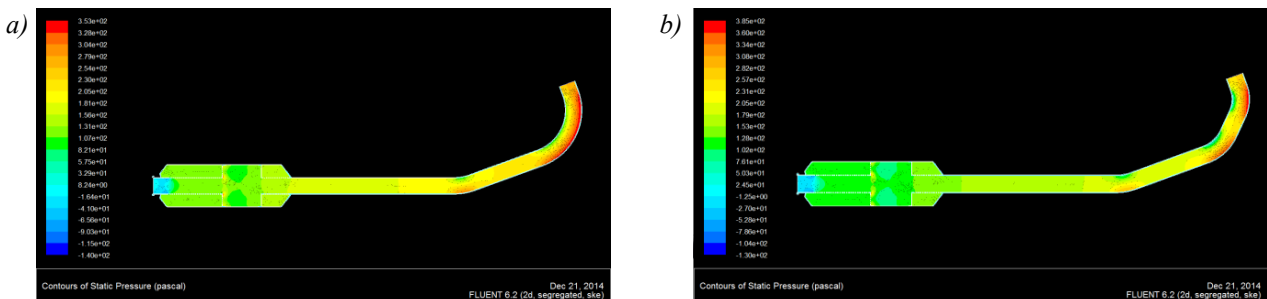 a)
3.53e+02
3.28e+02
3.04e+02
2.79e+02
2.54e+02
2.30e+02
2.05e+02
1.81e+02
1.56e+02
1.31e+02
1.07e+02
8.21e+01
5.75e+01
3.29e+01
8.24e+00
-1.64e+01
-4.10e+01
-6.56e+01
-9.03e+01
-1.15e+02
-1.40e+02
Contours of Static Pressure (pascal)
Dec 21, 2014
FLUENT 6.2 (2d, segregated, ske)
b)
3.85e+02
3.60e+02
3.34e+02
3.08e+02
2.82e+02
2.57e+02
2.31e+02
2.05e+02
1.79e+02
1.54e+02
1.28e+02
1.02e+02
7.61e+01
5.03e+01
2.45e+01
-1.25e+00
-2.70e+01
-5.28e+01
-7.86e+01
-1.04e+02
-1.30e+02
Contours of Static Pressure (pascal)
Dec 21, 2014
FLUENT 6.2 (2d, segregated, ske)